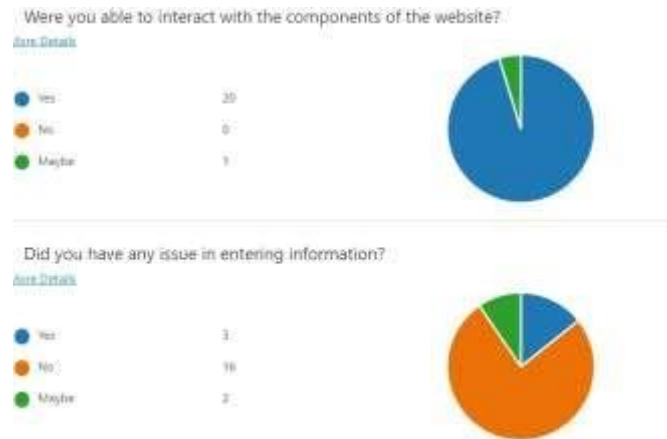 Were you able to interact with the components of the website?
More Details
Yes 20
No 0
Maybe 1
Did you have any issue in entering information?
More Details
Yes 3
No 16
Maybe 2